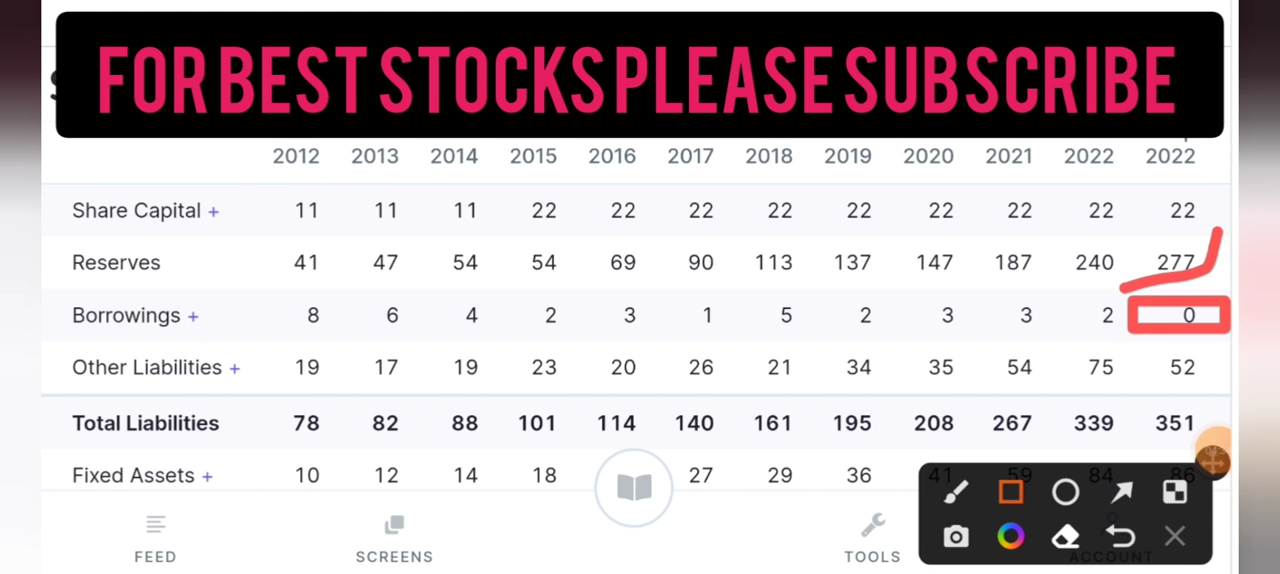 FOR BEST STOCKS PLEASE SUBSCRIBE
2012 2013 2014 2015 2016 2017 2018 2019 2020 2021 2022 2022
Share Capital + 11 11 11 22 22 22 22 22 22 22 22 22
Reserves 41 47 54 54 69 90 113 137 147 187 240 277
Borrowings + 8 6 4 2 3 1 5 2 3 3 2 0
Other Liabilities + 19 17 19 23 20 26 21 34 35 54 75 52
Total Liabilities 78 82 88 101 114 140 161 195 208 267 339 351
Fixed Assets + 10 12 14 18 27 29 36 41 59 84 86
FEED SCREENS TOOLS ACCOUNT